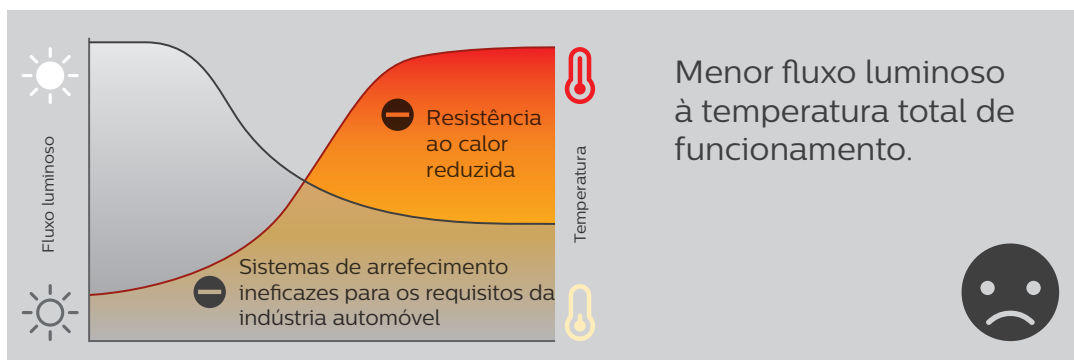 Fluxo luminoso
Resistência
ao calor
reduzida
Sistemas de arrefecimento
ineficazes para os requisitos da
indústria automóvel
Temperatura
Menor fluxo luminoso
à temperatura total de
funcionamento.